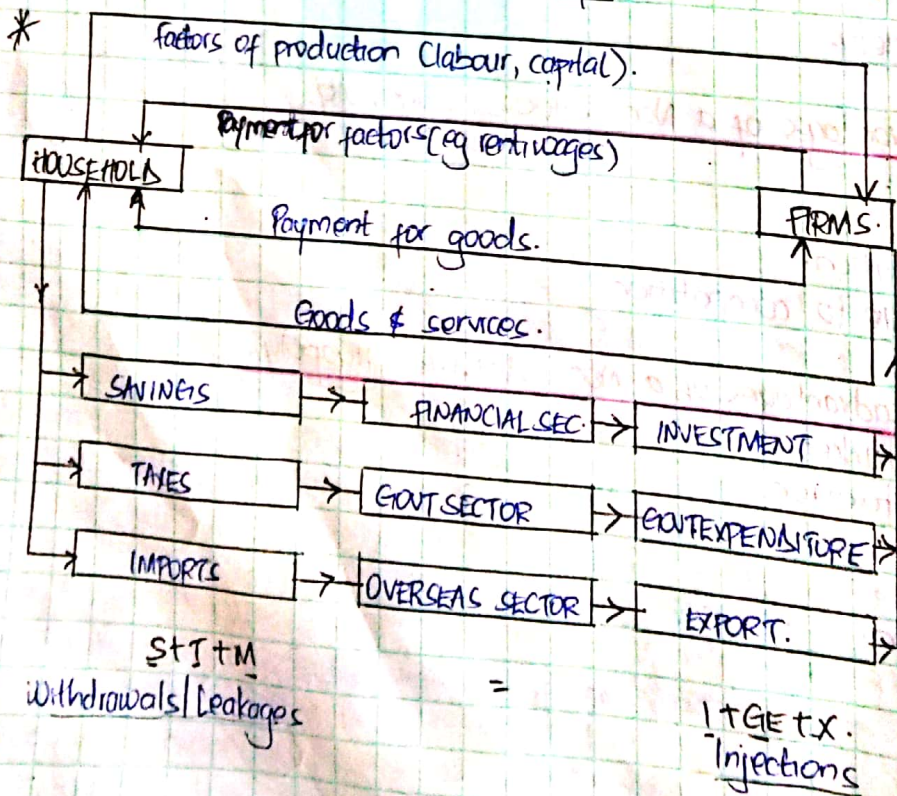 *
factors of production (labour, capital).
Payment for factors (eg rent, wages)
HOUSEHOLD
FIRMS.
Payment for goods.
Goods & services.
SAVINGS
FINANCIAL SEC.
INVESTMENT
TAXES
GOVT SECTOR
GOVT EXPENDITURE
IMPORTS
OVERSEAS SECTOR
EXPORT.
S+T+M
=
Withdrawals/Leakages
I+GE+X.
Injections